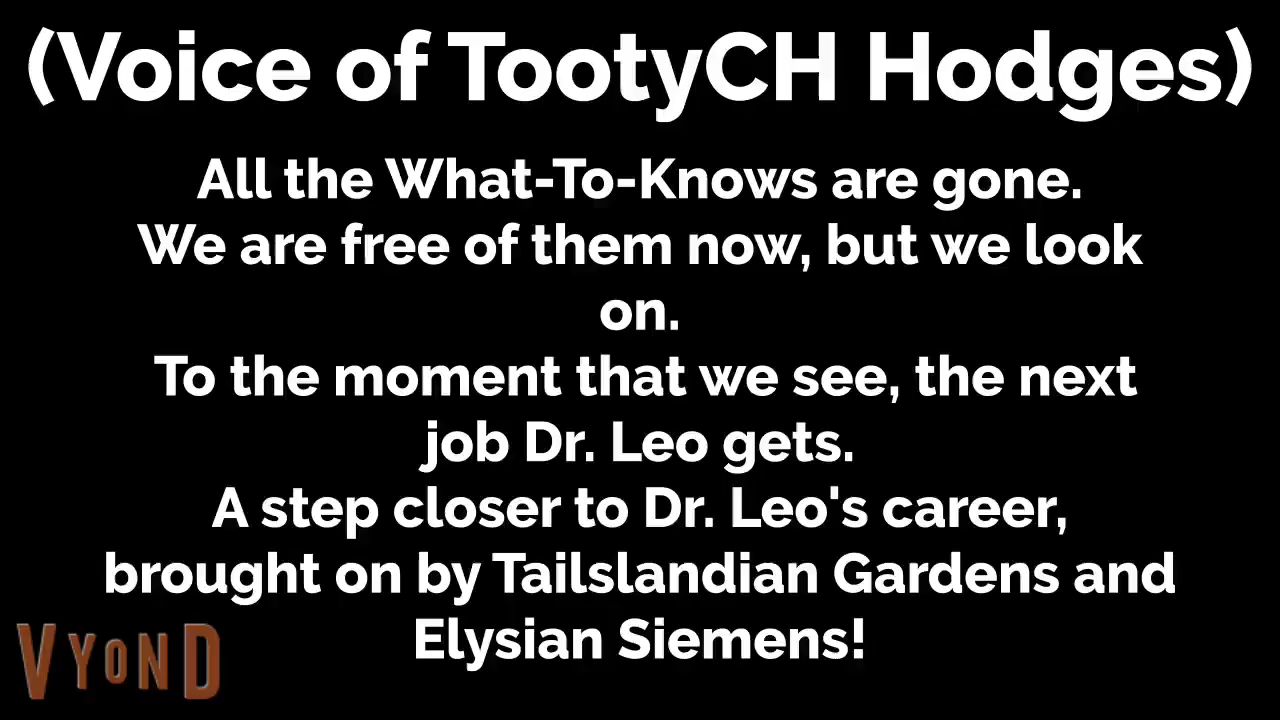 (Voice of TootyCH Hodges)
All the What-To-Knows are gone.
We are free of them now, but we look
on.
To the moment that we see, the next
job Dr. Leo gets.
A step closer to Dr. Leo's career,
brought on by Tailslandian Gardens and
Elysian Siemens!
VYOND